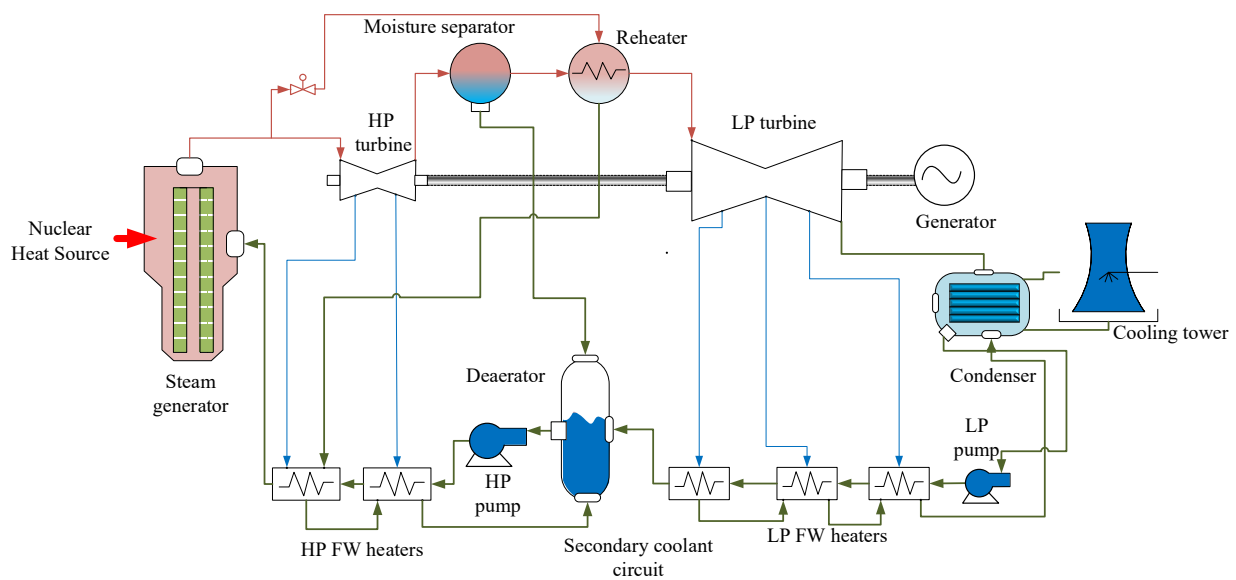 Moisture separator
Reheater
HP
turbine
LP turbine
Nuclear
Heat Source
Generator
Cooling tower
Steam
generator
Deaerator
Condenser
LP
pump
HP
pump
HP FW heaters
Secondary coolant
circuit
LP FW heaters